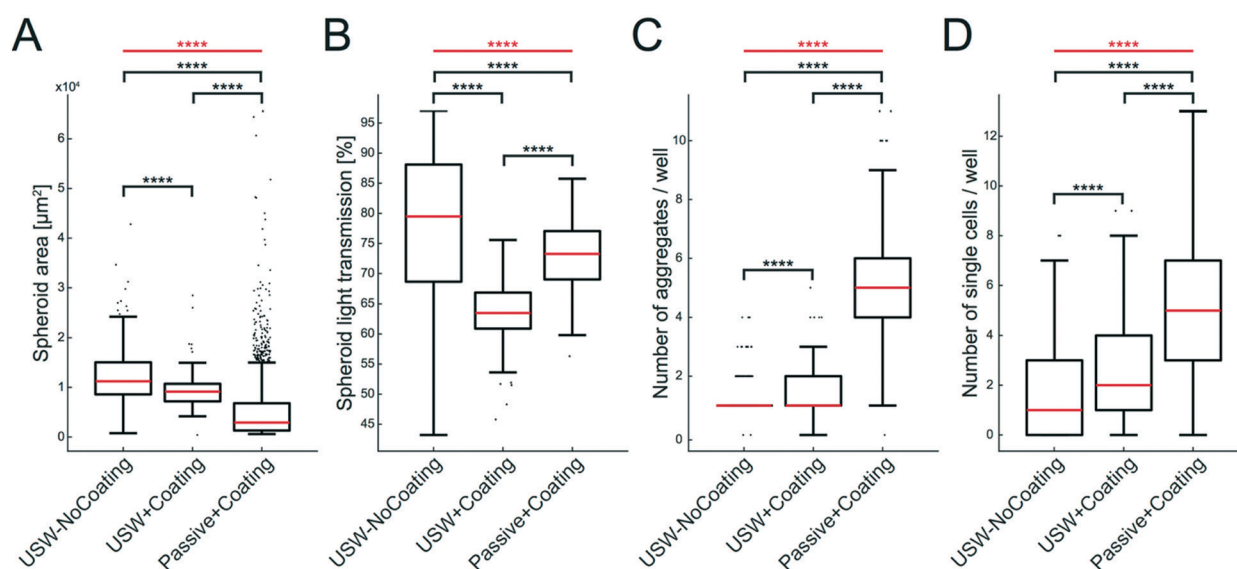 A
****
****
****
****
x10⁴
6
4
2
0
Spheroid area [µm²]
USW-NoCoating
USW+Coating
Passive+Coating
B
****
****
****
****
95
90
85
80
75
70
65
60
55
50
45
Spheroid light transmission [%]
USW-NoCoating
USW+Coating
Passive+Coating
C
****
****
****
****
10
8
6
4
2
0
Number of aggregates / well
USW-NoCoating
USW+Coating
Passive+Coating
D
****
****
****
****
12
10
8
6
4
2
0
Number of single cells / well
USW-NoCoating
USW+Coating
Passive+Coating